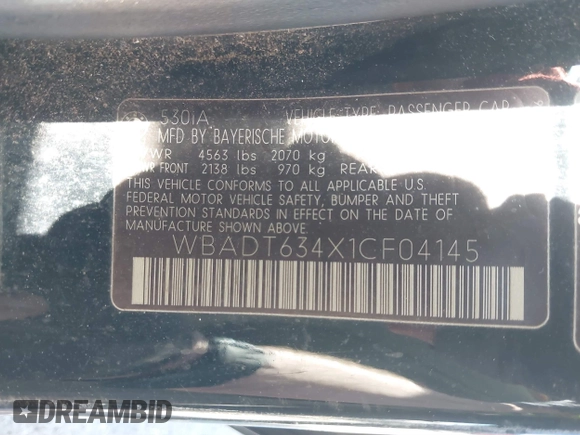 530iA VEHICLE TYPE: PASSENGER CAR
MFD BY BAYERISCHE MOTOR
4563 lbs 2070 kg
FRONT 2138 lbs 970 kg REAR
THIS VEHICLE CONFORMS TO ALL APPLICABLE U.S.
FEDERAL MOTOR VEHICLE SAFETY, BUMPER AND THEFT
PREVENTION STANDARDS IN EFFECT ON THE DATE OF
MANUFACTURE SHOWN ABOVE.
WBADT634X1CF04145
DREAMBID